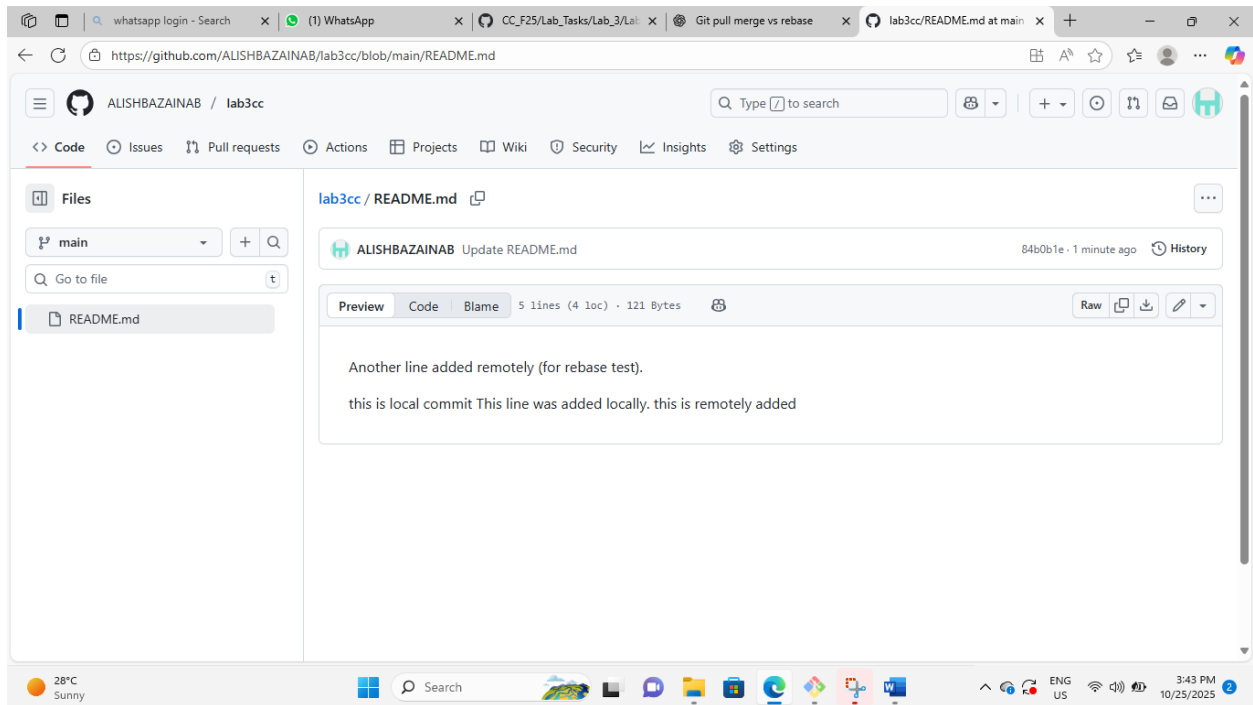 whatsapp login - Search
(1) WhatsApp
CC_F25/Lab_Tasks/Lab_3/Lab
Git pull merge vs rebase
lab3cc/README.md at main
https://github.com/ALISHBAZAINAB/lab3cc/blob/main/README.md
ALISHBAZAINAB / lab3cc
Type / to search
Code
Issues
Pull requests
Actions
Projects
Wiki
Security
Insights
Settings
Files
main
Go to file
t
README.md
lab3cc / README.md
ALISHBAZAINAB Update README.md
84b0b1e · 1 minute ago
History
Preview
Code
Blame
5 lines (4 loc) · 121 Bytes
Raw
Another line added remotely (for rebase test).
this is local commit This line was added locally. this is remotely added
28°C
Sunny
Search
ENG
US
3:43 PM
10/25/2025
2